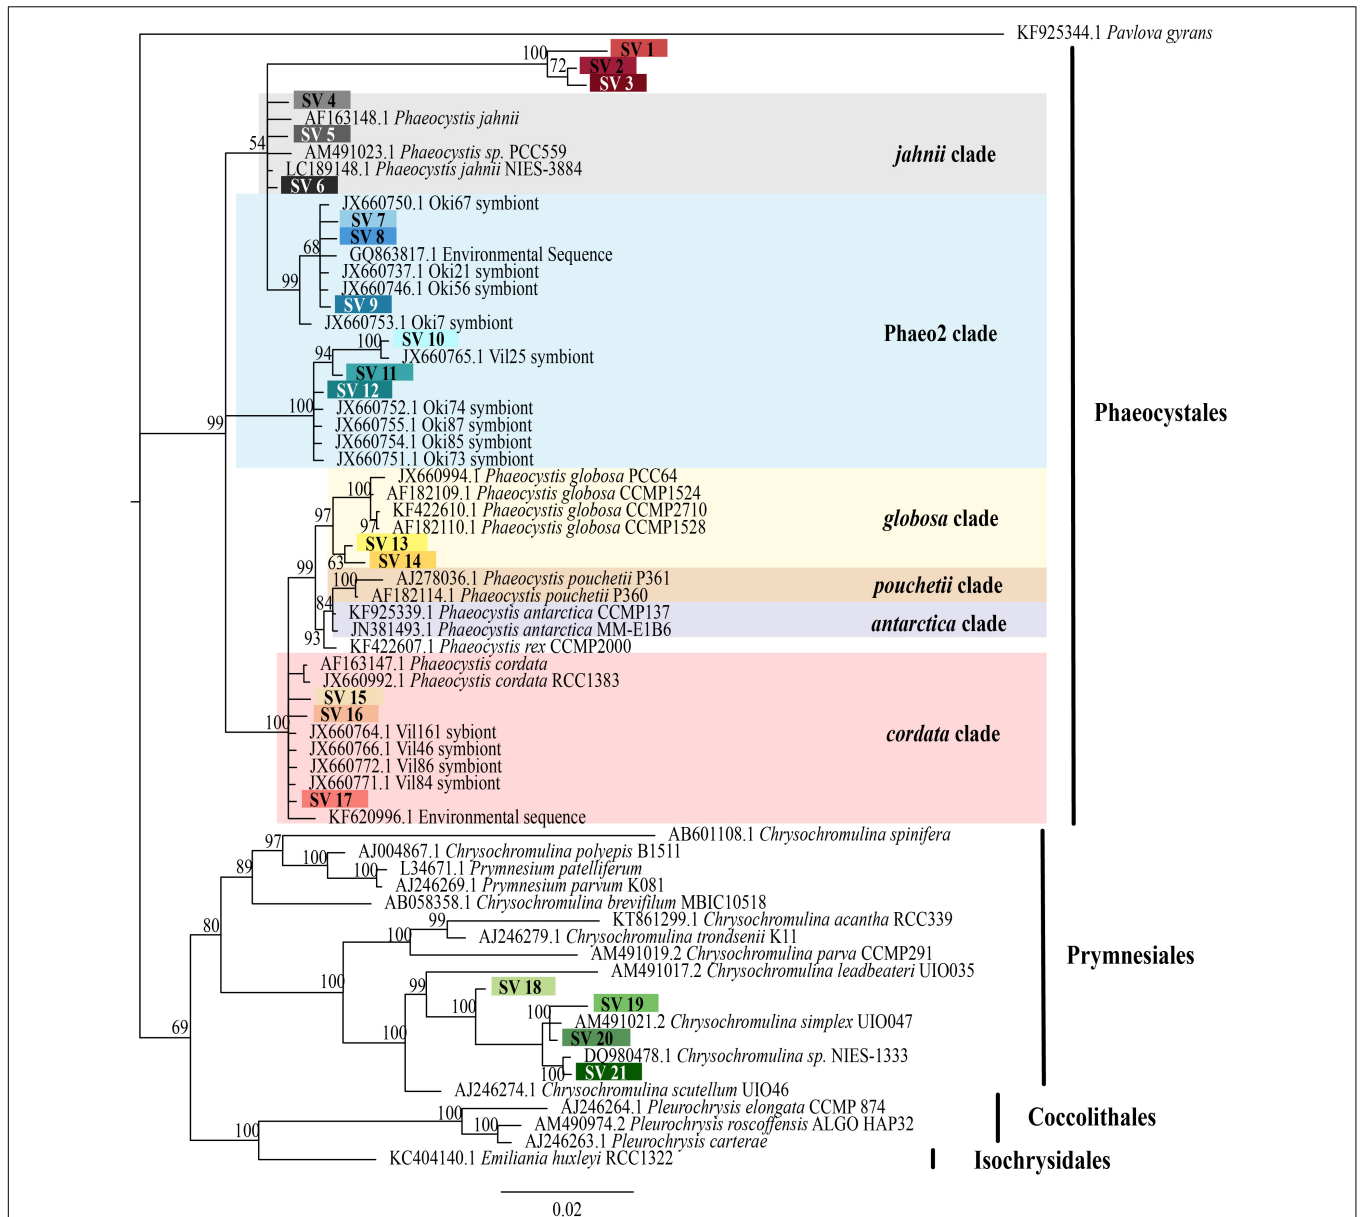 KF925344.1 Pavlova gyrans
100
SV 1
72
SV 2
SV 3
SV 4
AF163148.1 Phaeocystis jahnii
SV 5
54
AM491023.1 Phaeocystis sp. PCC559
jahnii clade
LC189148.1 Phaeocystis jahnii NIES-3884
SV 6
JX660750.1 Oki67 symbiont
SV 7
SV 8
68
GQ863817.1 Environmental Sequence
JX660737.1 Oki21 symbiont
99
JX660746.1 Oki56 symbiont
SV 9
JX660753.1 Oki7 symbiont
Phaeo2 clade
100
SV 10
94
JX660765.1 Vil25 symbiont
SV 11
SV 12
100
JX660752.1 Oki74 symbiont
Phaeocystales
99
JX660755.1 Oki87 symbiont
JX660754.1 Oki85 symbiont
JX660751.1 Oki73 symbiont
JX660994.1 Phaeocystis globosa PCC64
100
AF182109.1 Phaeocystis globosa CCMP1524
97
KF422610.1 Phaeocystis globosa CCMP2710
globosa clade
97
AF182110.1 Phaeocystis globosa CCMP1528
SV 13
63
SV 14
99
100
AJ278036.1 Phaeocystis pouchetii P361
pouchetii clade
AF182114.1 Phaeocystis pouchetii P360
84
KF925339.1 Phaeocystis antarctica CCMP137
antarctica clade
JN381493.1 Phaeocystis antarctica MM-E1B6
93
KF422607.1 Phaeocystis rex CCMP2000
AF163147.1 Phaeocystis cordata
JX660992.1 Phaeocystis cordata RCC1383
SV 15
SV 16
100
JX660764.1 Vil161 sybiont
cordata clade
JX660766.1 Vil46 symbiont
JX660772.1 Vil86 symbiont
JX660771.1 Vil84 symbiont
SV 17
KF620996.1 Environmental sequence
AB601108.1 Chrysochromulina spinifera
97
AJ004867.1 Chrysochromulina polyepis B1511
100
89
L34671.1 Prymnesium patelliferum
100
AJ246269.1 Prymnesium parvum K081
AB058358.1 Chrysochromulina brevifilum MBIC10518
80
99
KT861299.1 Chrysochromulina acantha RCC339
100
AJ246279.1 Chrysochromulina trondsenii K11
AM491019.2 Chrysochromulina parva CCMP291
Prymnesiales
100
AM491017.2 Chrysochromulina leadbeateri UIO035
99
SV 18
100
SV 19
100
AM491021.2 Chrysochromulina simplex UIO047
69
100
SV 20
DQ980478.1 Chrysochromulina sp. NIES-1333
100
SV 21
AJ246274.1 Chrysochromulina scutellum UIO46
100
AJ246264.1 Pleurochrysis elongata CCMP 874
Coccolithales
100
AM490974.2 Pleurochrysis roscoffensis ALGO HAP32
100
AJ246263.1 Pleurochrysis carterae
KC404140.1 Emiliania huxleyi RCC1322
Isochrysidales
0.02